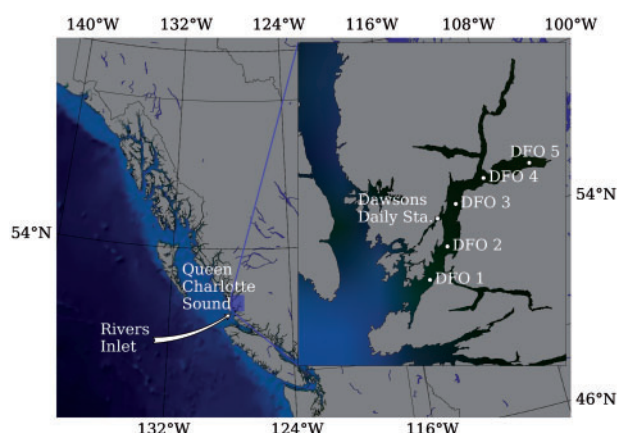 140°W 132°W 124°W 116°W 108°W 100°W
DFO 5
DFO 4
Dawsons
Daily Sta.
DFO 3
54°N
54°N
DFO 2
Queen
Charlotte
Sound
DFO 1
Rivers
Inlet
46°N
132°W 124°W 116°W